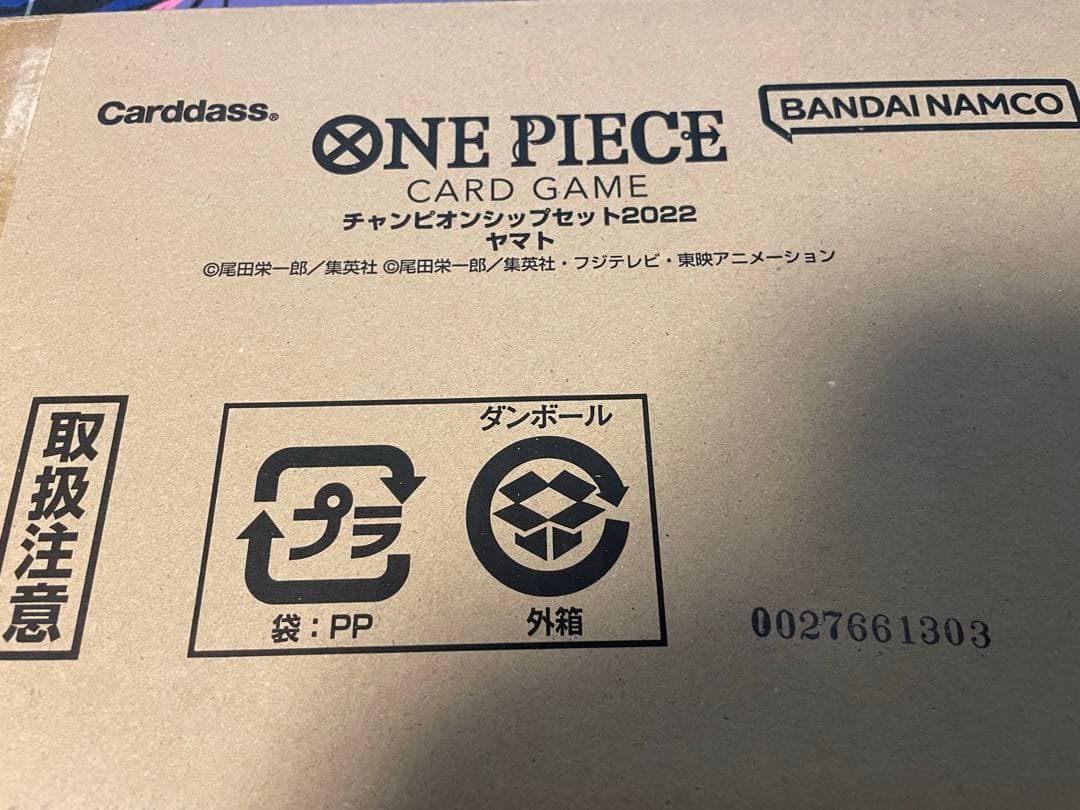 Carddass®
BANDAI NAMCO
ONE PIECE
CARD GAME
チャンピオンシップセット2022
ヤマト
©尾田栄一郎／集英社 ©尾田栄一郎／集英社・フジテレビ・東映アニメーション
取扱注意
ダンボール
プラ
袋：PP
外箱
0027661303